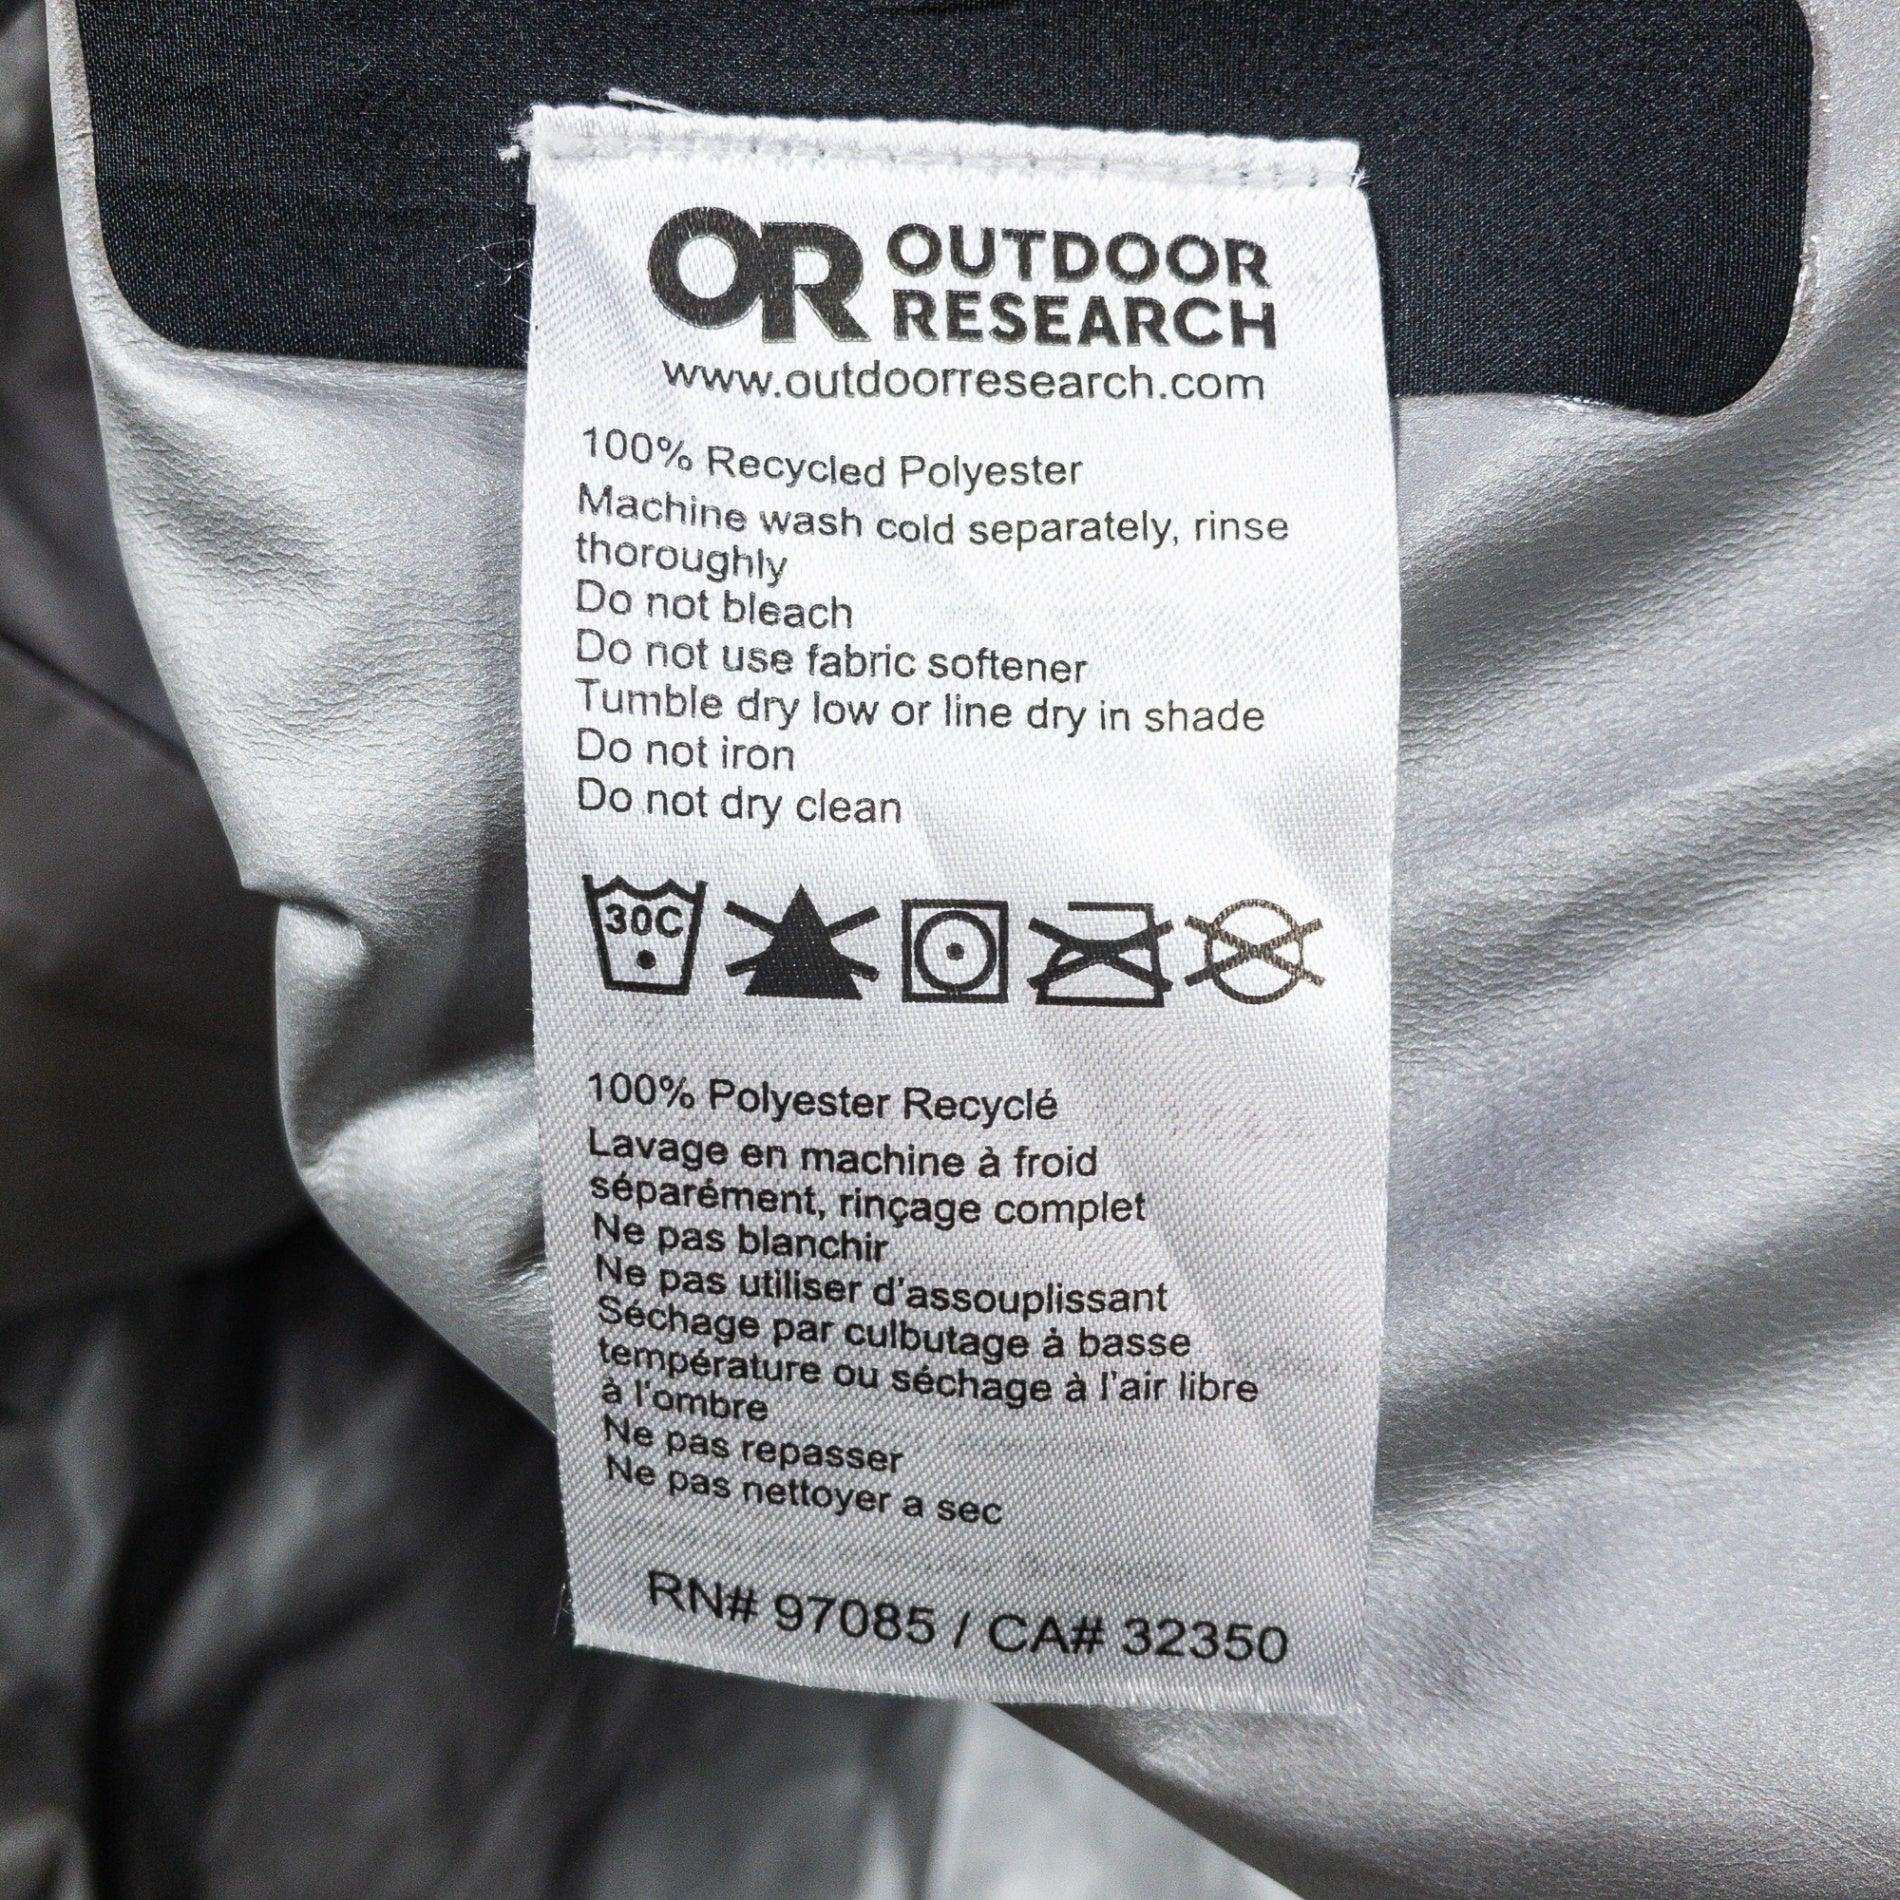 OR OUTDOOR
RESEARCH
www.outdoorresearch.com
100% Recycled Polyester
Machine wash cold separately, rinse
thoroughly
Do not bleach
Do not use fabric softener
Tumble dry low or line dry in shade
Do not iron
Do not dry clean
30C
100% Polyester Recyclé
Lavage en machine à froid
séparément, rinçage complet
Ne pas blanchir
Ne pas utiliser d'assouplissant
Séchage par culbutage à basse
température ou séchage à l'air libre
à l'ombre
Ne pas repasser
Ne pas nettoyer a sec
RN# 97085 / CA# 32350